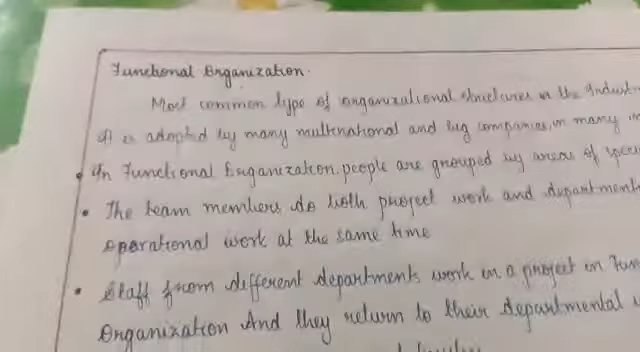 Functional Organization.
Most common type of organizational structures in the
It is adopted by many multinational and big companies, in many
• In Functional Organization, people are grouped by areas of
• The team members do both project work and
operational work at the same time
• Staff from different departments work in a project in
Organization And they return to their departmental